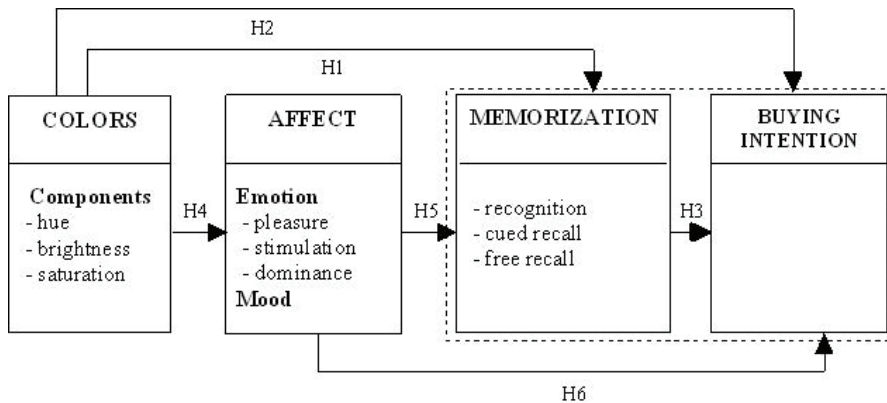 H2
H1
COLORS
Components
- hue
- brightness
- saturation
H4
AFFECT
Emotion
- pleasure
- stimulation
- dominance
Mood
H5
MEMORIZATION
- recognition
- cued recall
- free recall
H3
BUYING
INTENTION
H6